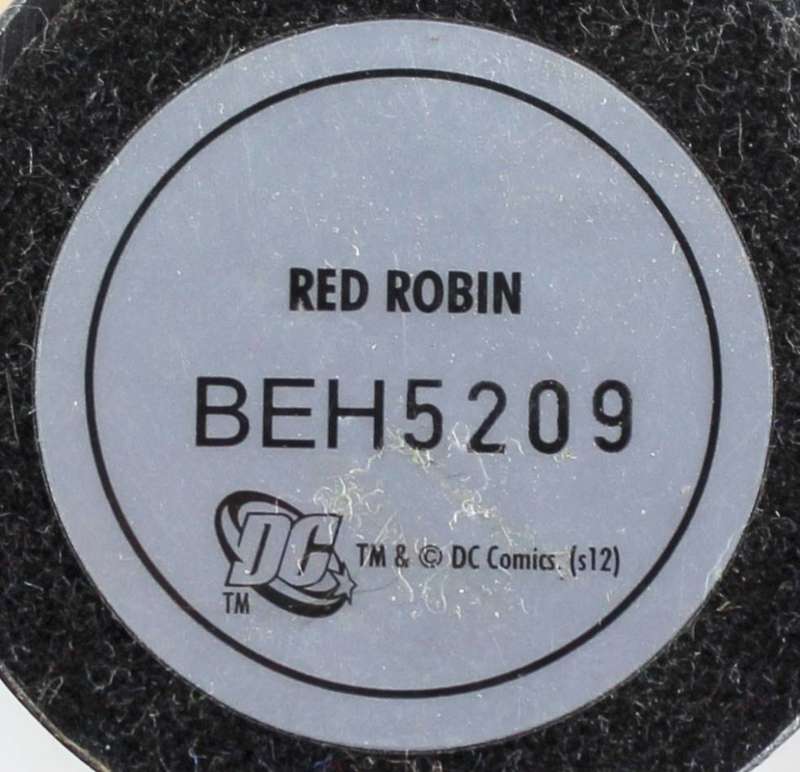 RED ROBIN
BEH5209
DC TM & © DC Comics. (s12)
TM